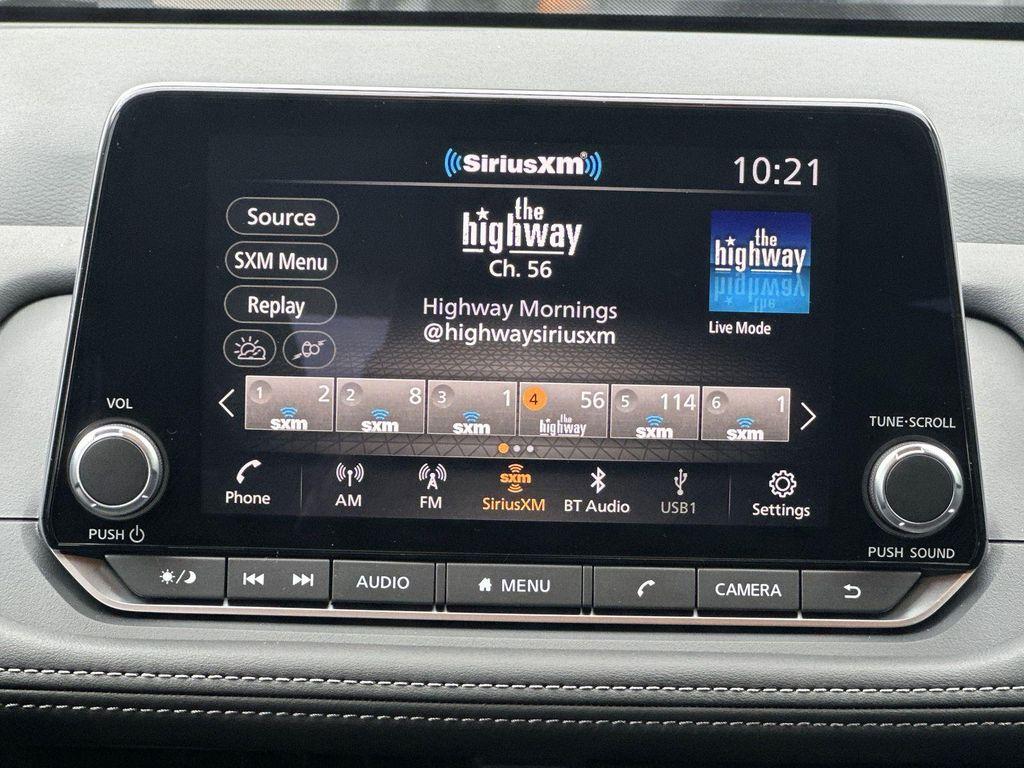 SiriusXM®
10:21
Source
SXM Menu
Replay
the
highway
Ch. 56
Highway Mornings
@highwaysiriusxm
the
highway
Live Mode
1 2 2 8 3 1 4 56 5 114 6 1
sxm sxm sxm the highway sxm sxm
VOL
TUNE·SCROLL
Phone AM FM sxm SiriusXM BT Audio USB1 Settings
PUSH
PUSH SOUND
AUDIO MENU CAMERA